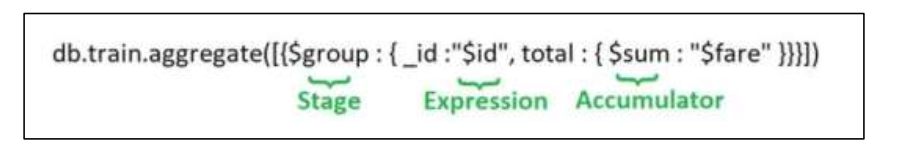 db.train.aggregate([{$group : { _id :"$id", total : { $sum : "$fare" }}}])
Stage Expression Accumulator